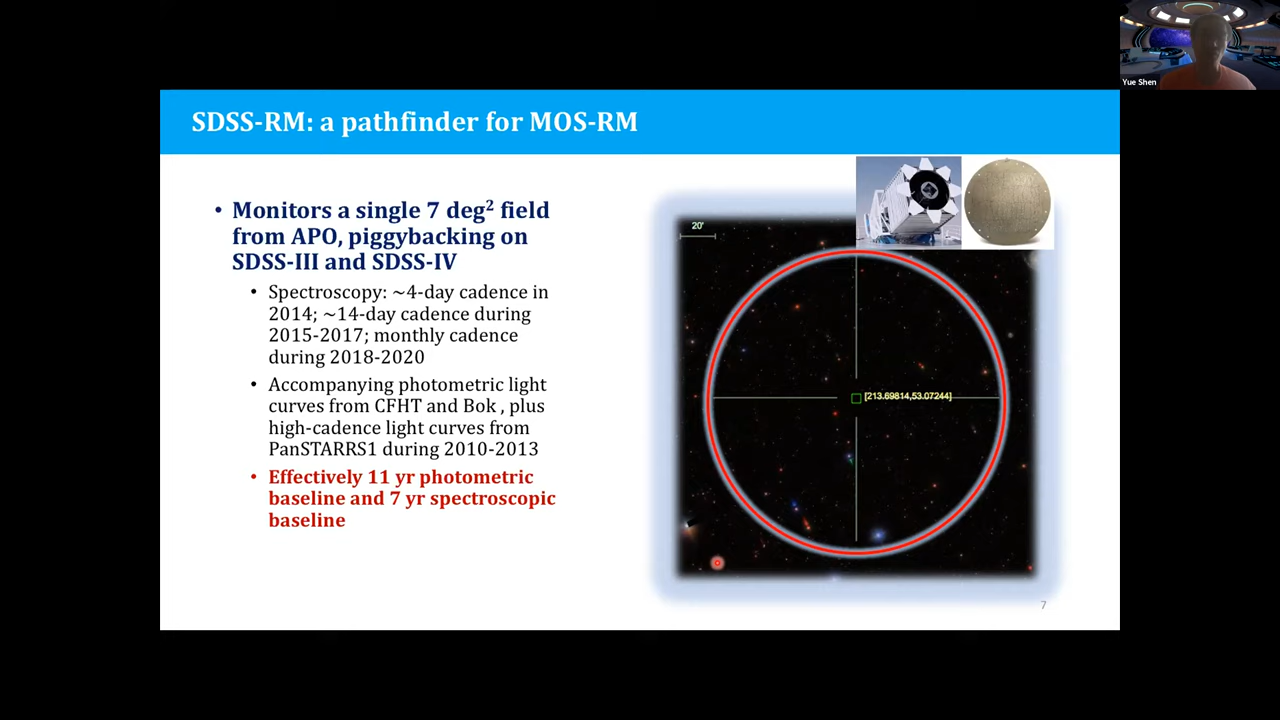 Yue Shen
SDSS-RM: a pathfinder for MOS-RM
• Monitors a single 7 deg² field
from APO, piggybacking on
SDSS-III and SDSS-IV
• Spectroscopy: ~4-day cadence in
2014; ~14-day cadence during
2015-2017; monthly cadence
during 2018-2020
• Accompanying photometric light
curves from CFHT and Bok , plus
high-cadence light curves from
PanSTARRS1 during 2010-2013
• Effectively 11 yr photometric
baseline and 7 yr spectroscopic
baseline
20'
[213.69814,53.07244]
7